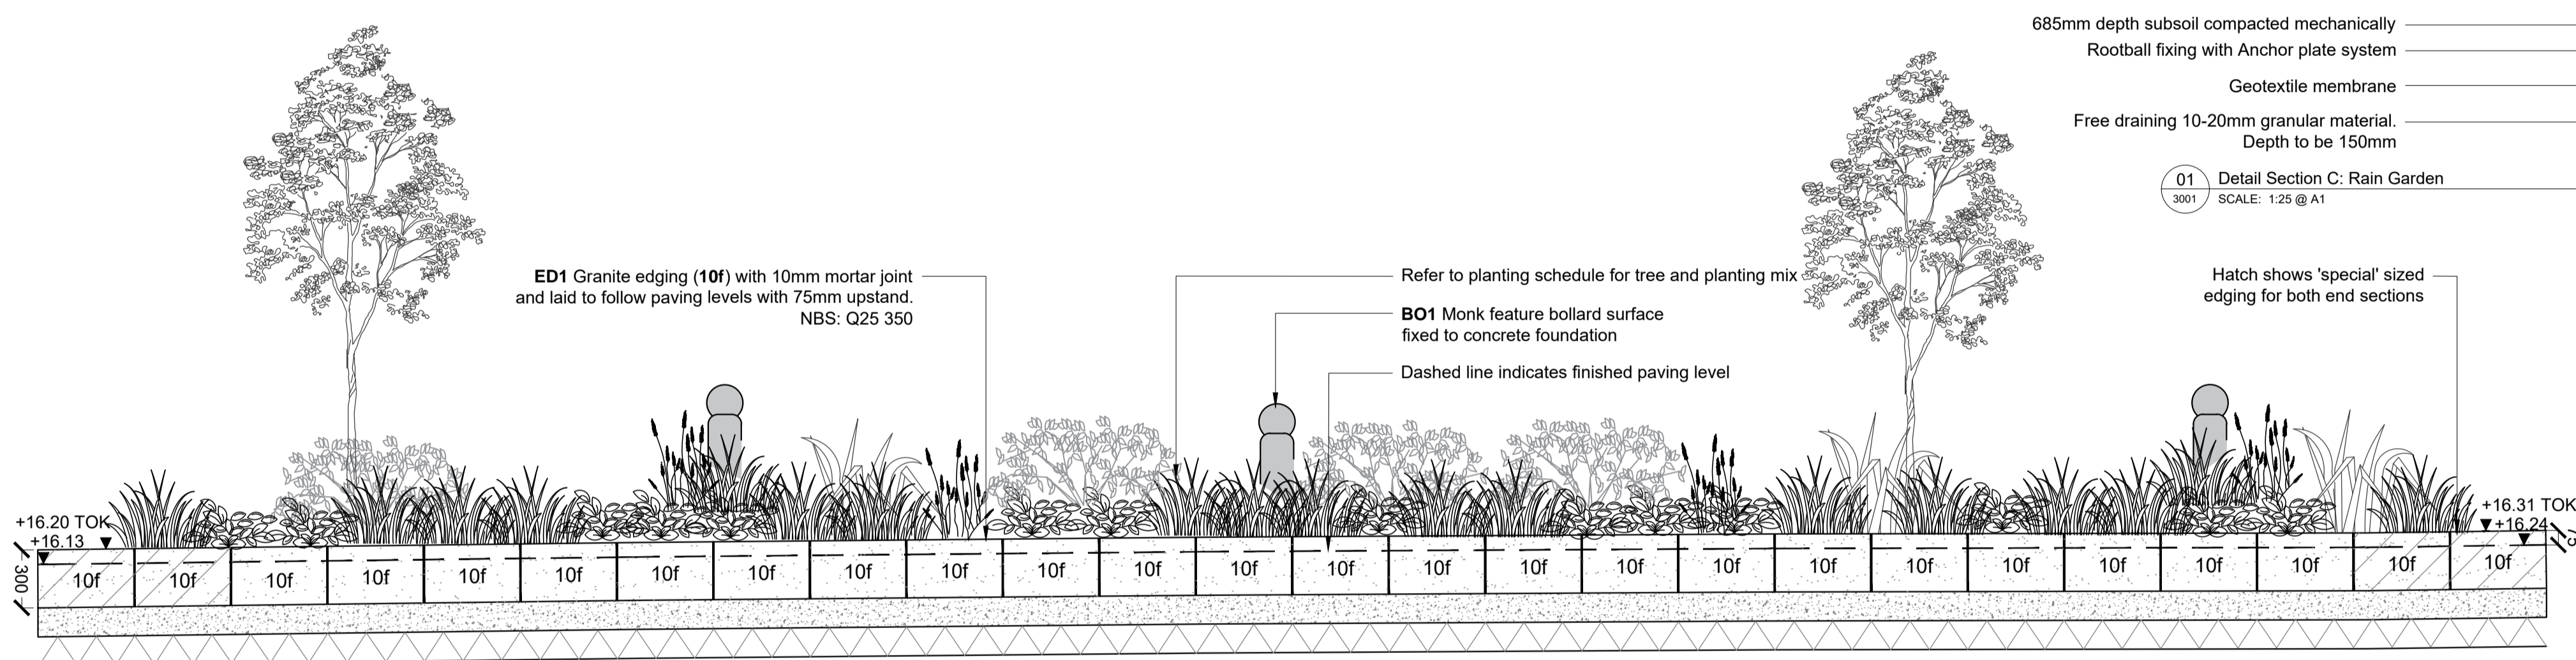 685mm depth subsoil compacted mechanically
Rootball fixing with Anchor plate system
Geotextile membrane
Free draining 10-20mm granular material.
Depth to be 150mm
01
3001
Detail Section C: Rain Garden
SCALE: 1:25 @ A1
ED1 Granite edging (10f) with 10mm mortar joint
and laid to follow paving levels with 75mm upstand.
NBS: Q25 350
Refer to planting schedule for tree and planting mix
BO1 Monk feature bollard surface
fixed to concrete foundation
Dashed line indicates finished paving level
Hatch shows 'special' sized
edging for both end sections
+16.20 TOK
+16.13
+16.31 TOK
+16.24
300
10f 10f 10f 10f 10f 10f 10f 10f 10f 10f 10f 10f 10f 10f 10f 10f 10f 10f 10f 10f 10f 10f 10f 10f 10f 10f